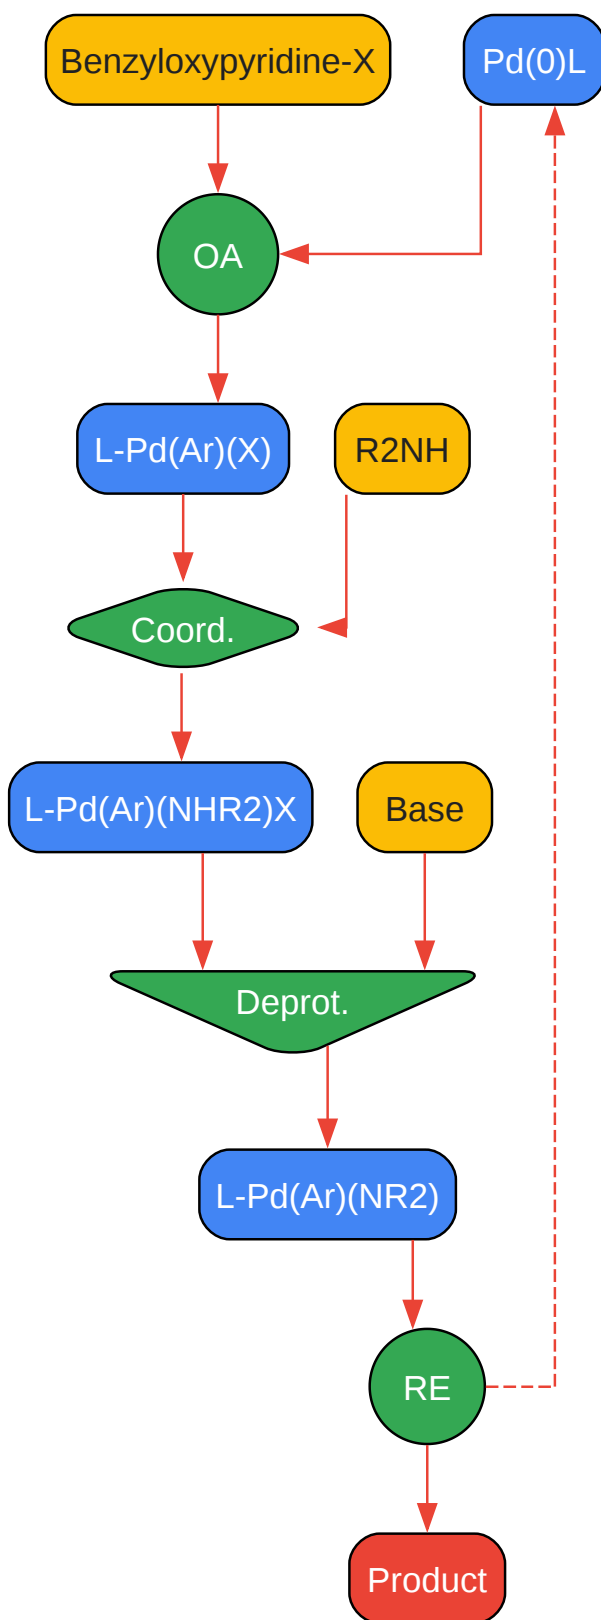 Benzyloxypyridine-X
Pd(0)L
OA
L-Pd(Ar)(X)
R2NH
Coord.
L-Pd(Ar)(NHR2)X
Base
Deprot.
L-Pd(Ar)(NR2)
RE
Product